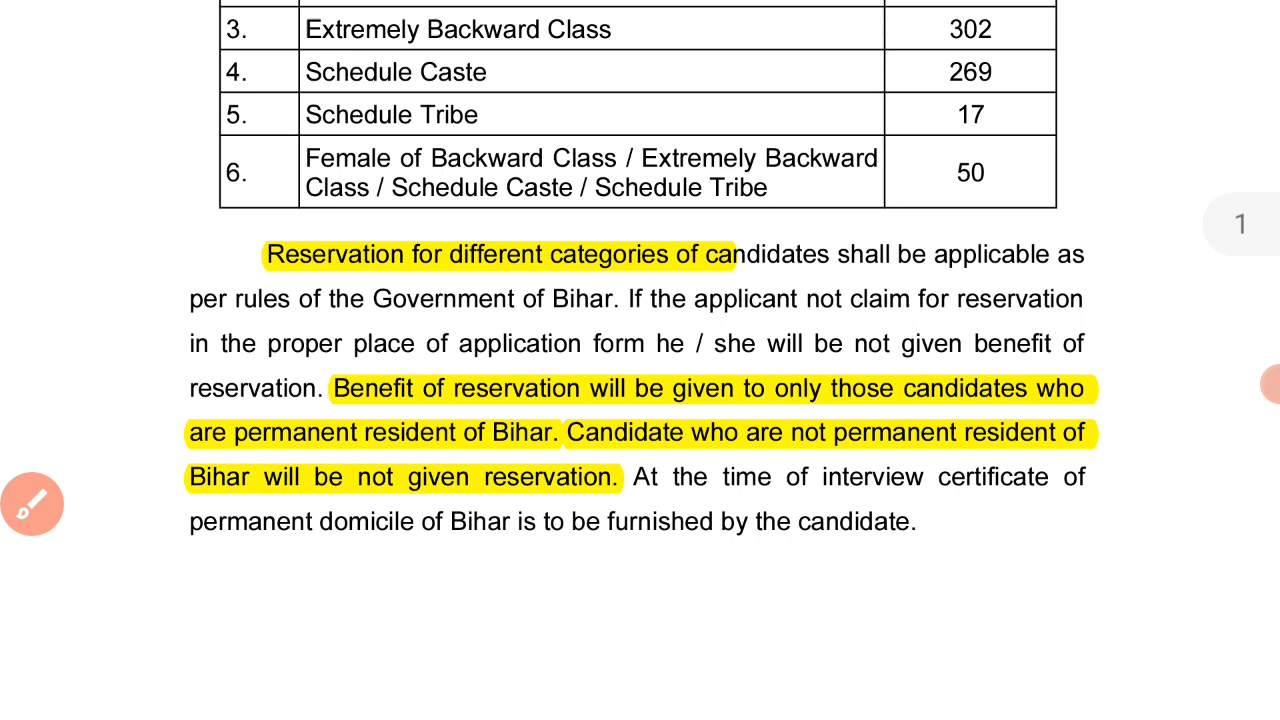 3. Extremely Backward Class 302
4. Schedule Caste 269
5. Schedule Tribe 17
6. Female of Backward Class / Extremely Backward Class / Schedule Caste / Schedule Tribe 50
1
Reservation for different categories of candidates shall be applicable as
per rules of the Government of Bihar. If the applicant not claim for reservation
in the proper place of application form he / she will be not given benefit of
reservation. Benefit of reservation will be given to only those candidates who
are permanent resident of Bihar. Candidate who are not permanent resident of
Bihar will be not given reservation. At the time of interview certificate of
permanent domicile of Bihar is to be furnished by the candidate.